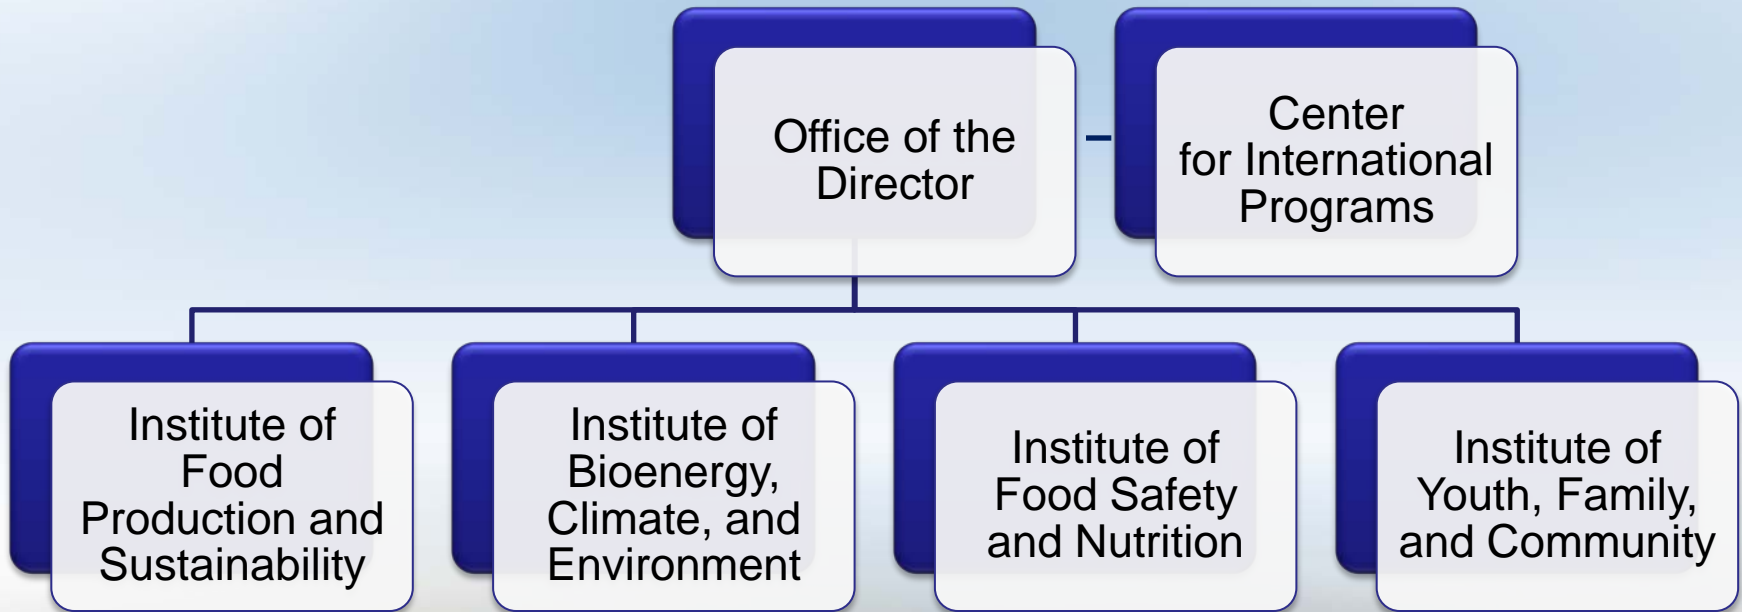 Office of the
Director
Center
for International
Programs
Institute of
Food
Production and
Sustainability
Institute of
Bioenergy,
Climate, and
Environment
Institute of
Food Safety
and Nutrition
Institute of
Youth, Family,
and Community